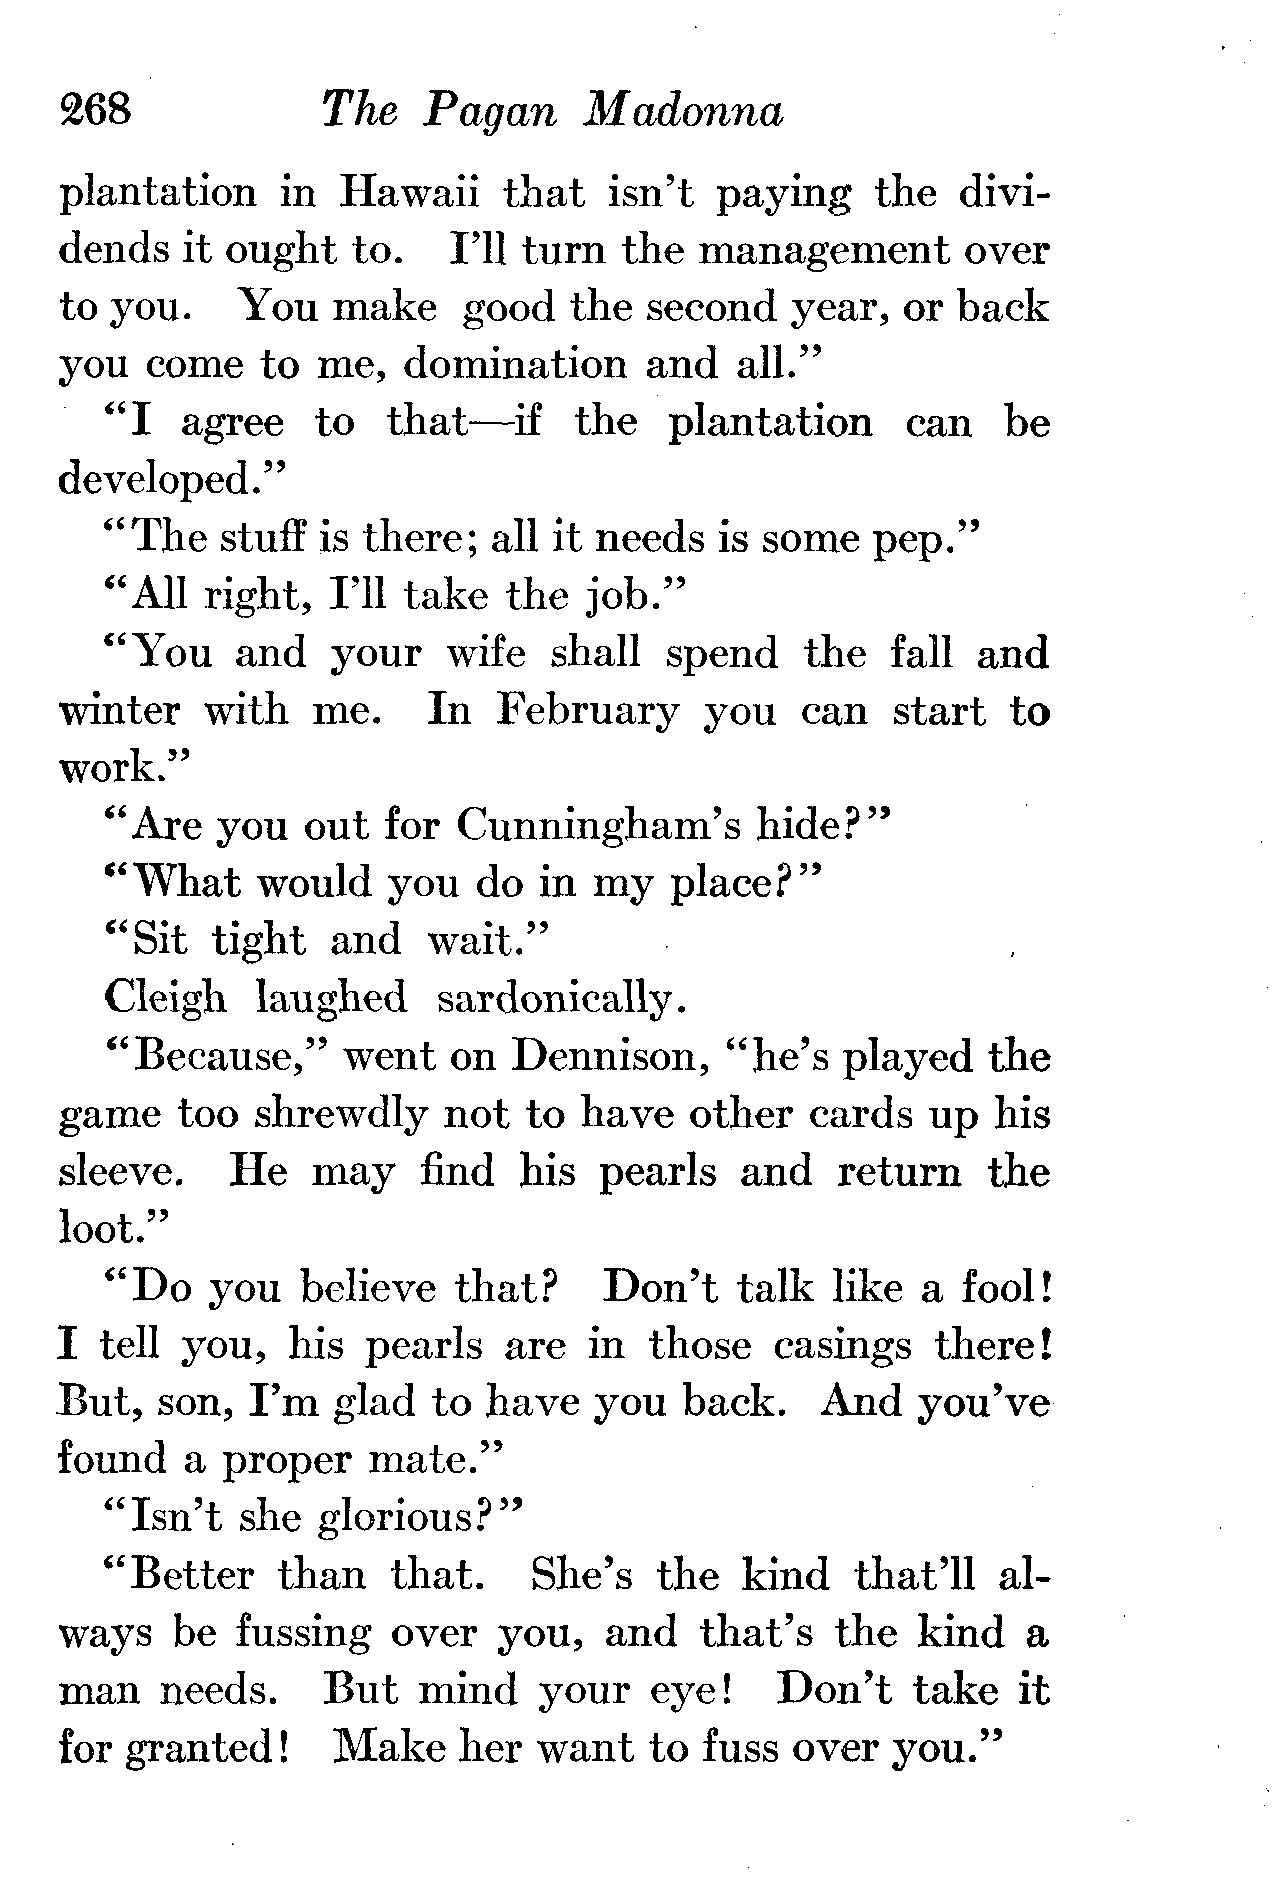 268 The Pagan Madonna
plantation in Hawaii that isn't paying the divi-
dends it ought to. I'll turn the management over
to you. You make good the second year, or back
you come to me, domination and all."
"I agree to that—if the plantation can be
developed."
"The stuff is there; all it needs is some pep."
"All right, I'll take the job."
"You and your wife shall spend the fall and
winter with me. In February you can start to
work."
"Are you out for Cunningham's hide?"
"What would you do in my place?"
"Sit tight and wait."
Cleigh laughed sardonically.
"Because," went on Dennison, "he's played the
game too shrewdly not to have other cards up his
sleeve. He may find his pearls and return the
loot."
"Do you believe that? Don't talk like a fool!
I tell you, his pearls are in those casings there!
But, son, I'm glad to have you back. And you've
found a proper mate."
"Isn't she glorious?"
"Better than that. She's the kind that'll al-
ways be fussing over you, and that's the kind a
man needs. But mind your eye! Don't take it
for granted! Make her want to fuss over you."